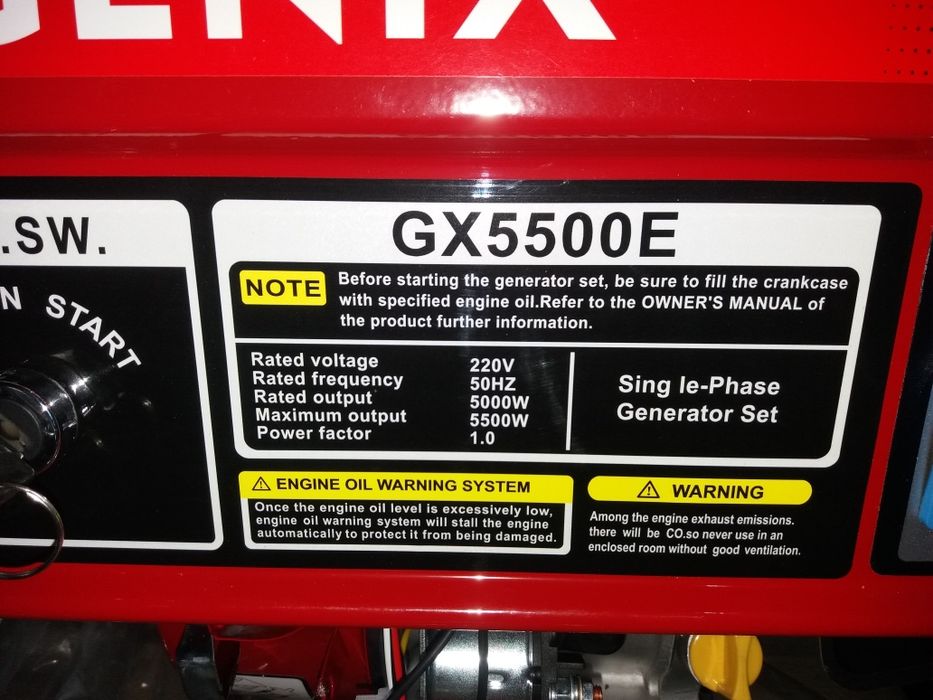 ENIX
.SW.
N START
GX5500E
NOTE
Before starting the generator set, be sure to fill the crankcase
with specified engine oil.Refer to the OWNER'S MANUAL of
the product further information.
Rated voltage 220V
Rated frequency 50HZ
Rated output 5000W
Maximum output 5500W
Power factor 1.0
Sing le-Phase
Generator Set
⚠ ENGINE OIL WARNING SYSTEM
Once the engine oil level is excessively low,
engine oil warning system will stall the engine
automatically to protect it from being damaged.
⚠ WARNING
Among the engine exhaust emissions.
there will be CO.so never use in an
enclosed room without good ventilation.